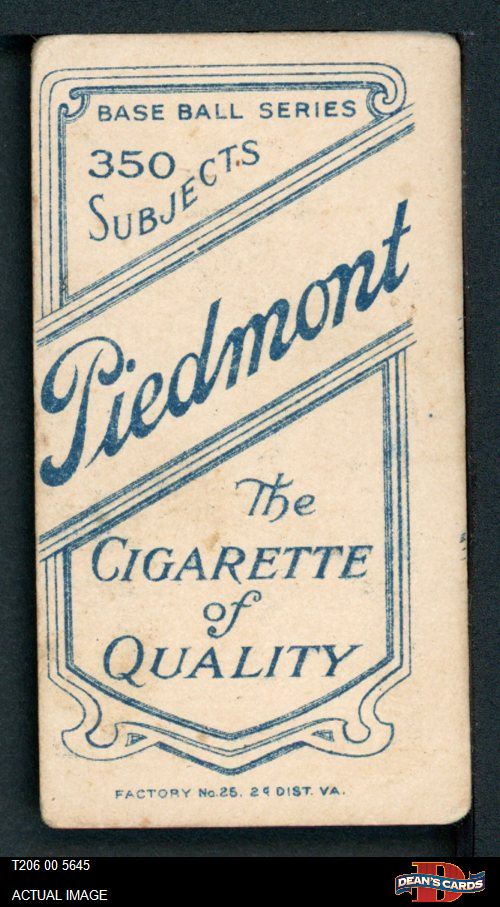 BASE BALL SERIES
350
SUBJECTS
Piedmont
The
CIGARETTE
of
QUALITY
FACTORY No. 25. 2d DIST. VA.
T206 00 5645
ACTUAL IMAGE
D
DEAN'S CARDS